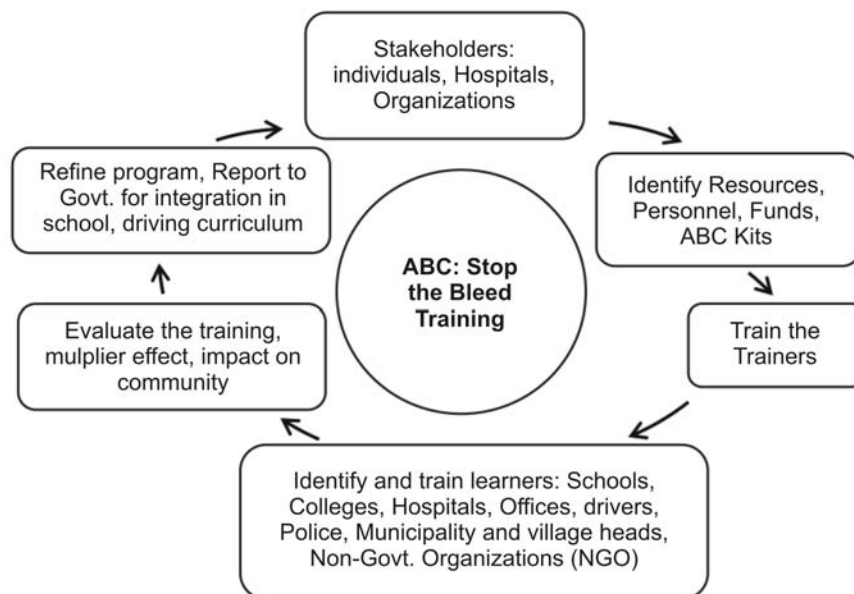 Stakeholders:
individuals, Hospitals,
Organizations
Identify Resources,
Personnel, Funds,
ABC Kits
Train the
Trainers
Identify and train learners: Schools,
Colleges, Hospitals, Offices, drivers,
Police, Municipality and village heads,
Non-Govt. Organizations (NGO)
Evaluate the training,
mulplier effect, impact on
community
Refine program, Report to
Govt. for integration in
school, driving curriculum
ABC: Stop
the Bleed
Training